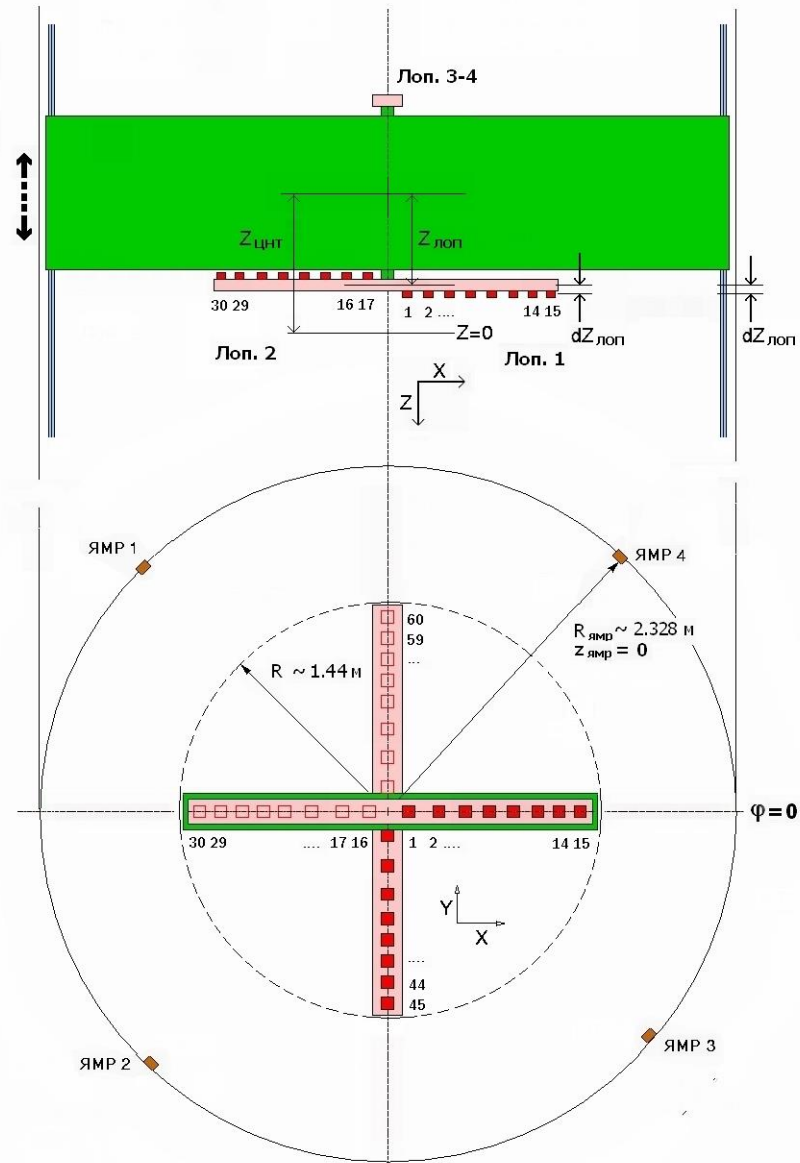 Лоп. 3-4
Zцнт
Zлоп
30 29
16 17
1 2 ....
14 15
dZлоп
dZлоп
Z=0
Лоп. 2
Лоп. 1
X
Z
ЯМР 1
ЯМР 4
60
59
...
R ямр ~ 2.328 м
z ямр = 0
R ~ 1.44 м
φ=0
30 29
.... 17 16
1 2 ....
14 15
Y
X
....
44
45
ЯМР 2
ЯМР 3